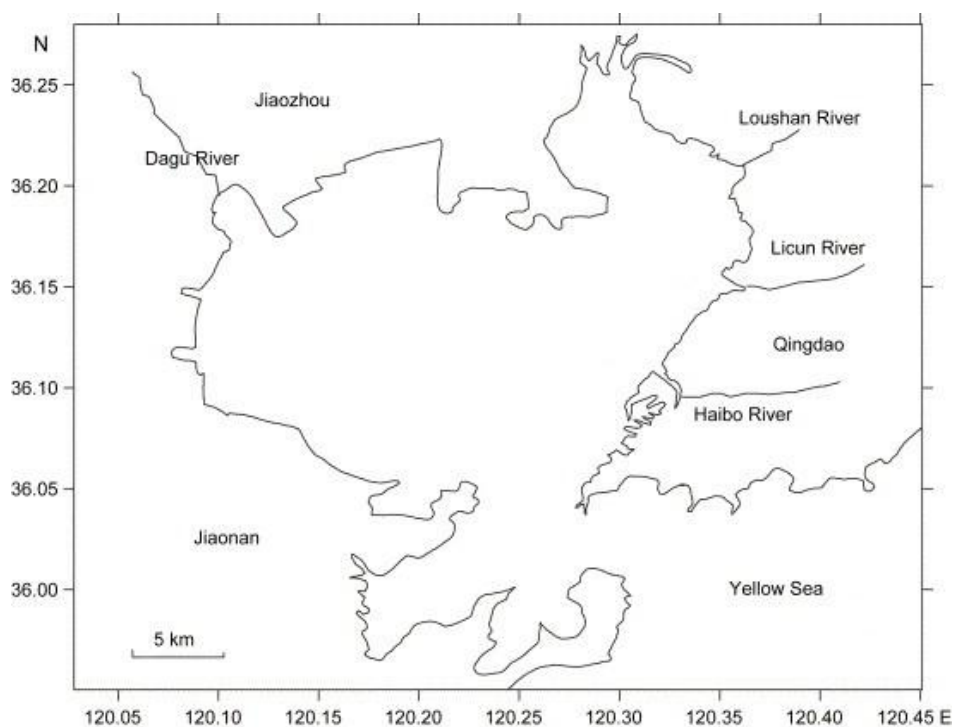 N
36.25
36.20
36.15
36.10
36.05
36.00
Jiaozhou
Dagu River
Loushan River
Licun River
Qingdao
Haibo River
Jiaonan
Yellow Sea
5 km
120.05 120.10 120.15 120.20 120.25 120.30 120.35 120.40 120.45 E